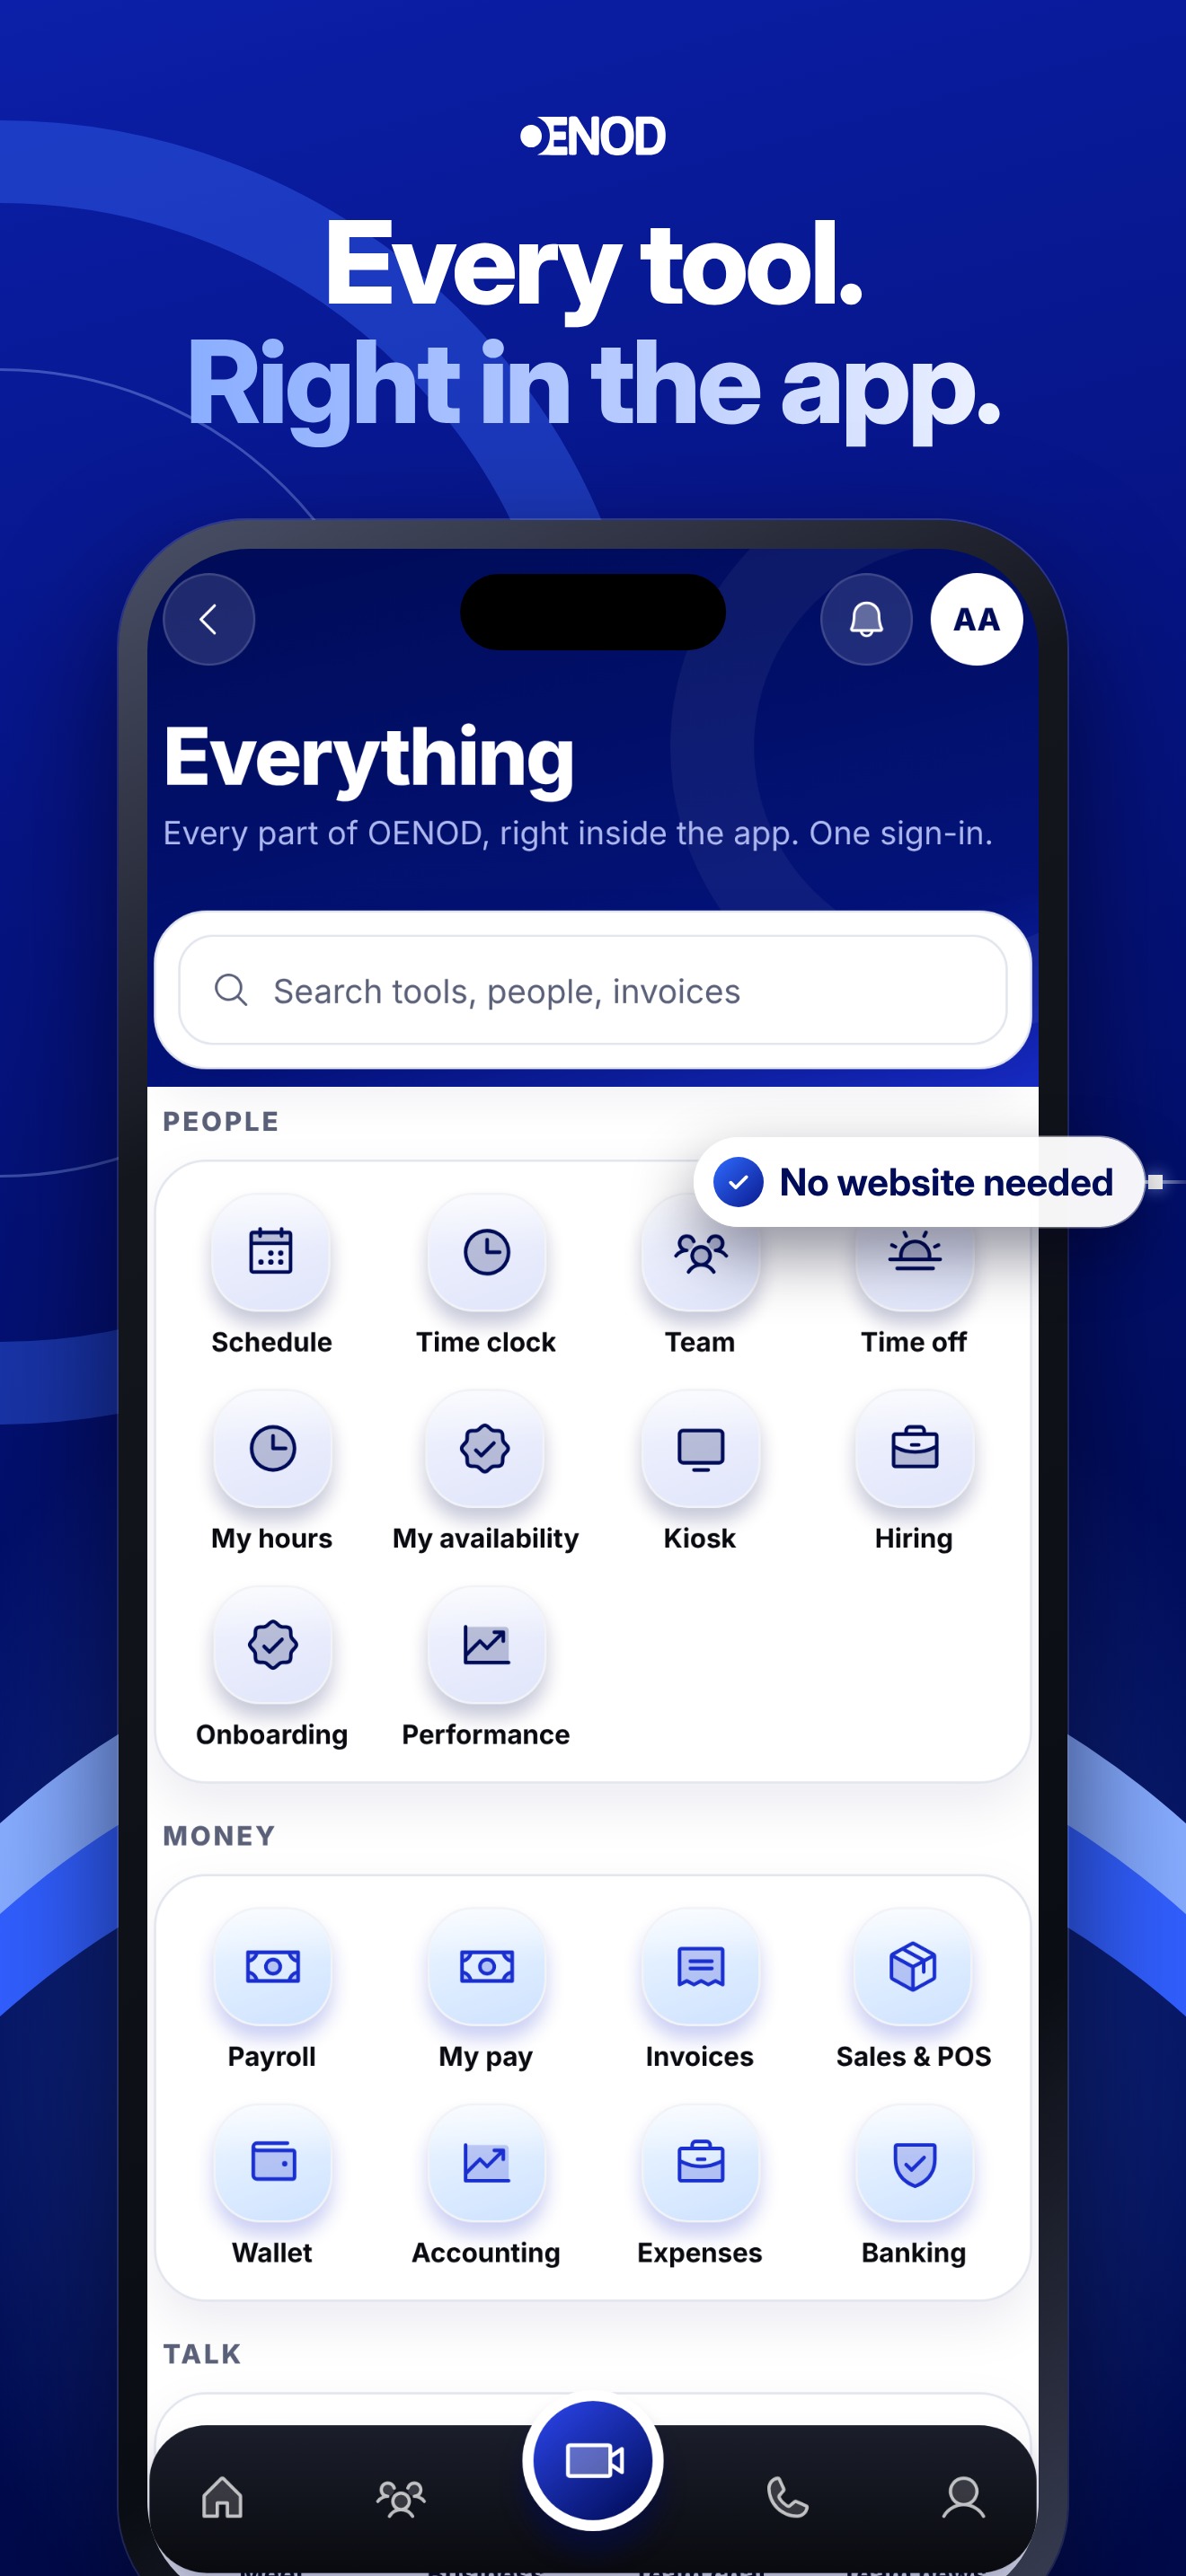 OENOD
Every tool.
Right in the app.
AA
Everything
Every part of OENOD, right inside the app. One sign-in.
Search tools, people, invoices
PEOPLE
No website needed
Schedule Time clock Team Time off
My hours My availability Kiosk Hiring
Onboarding Performance
MONEY
Payroll My pay Invoices Sales & POS
Wallet Accounting Expenses Banking
TALK